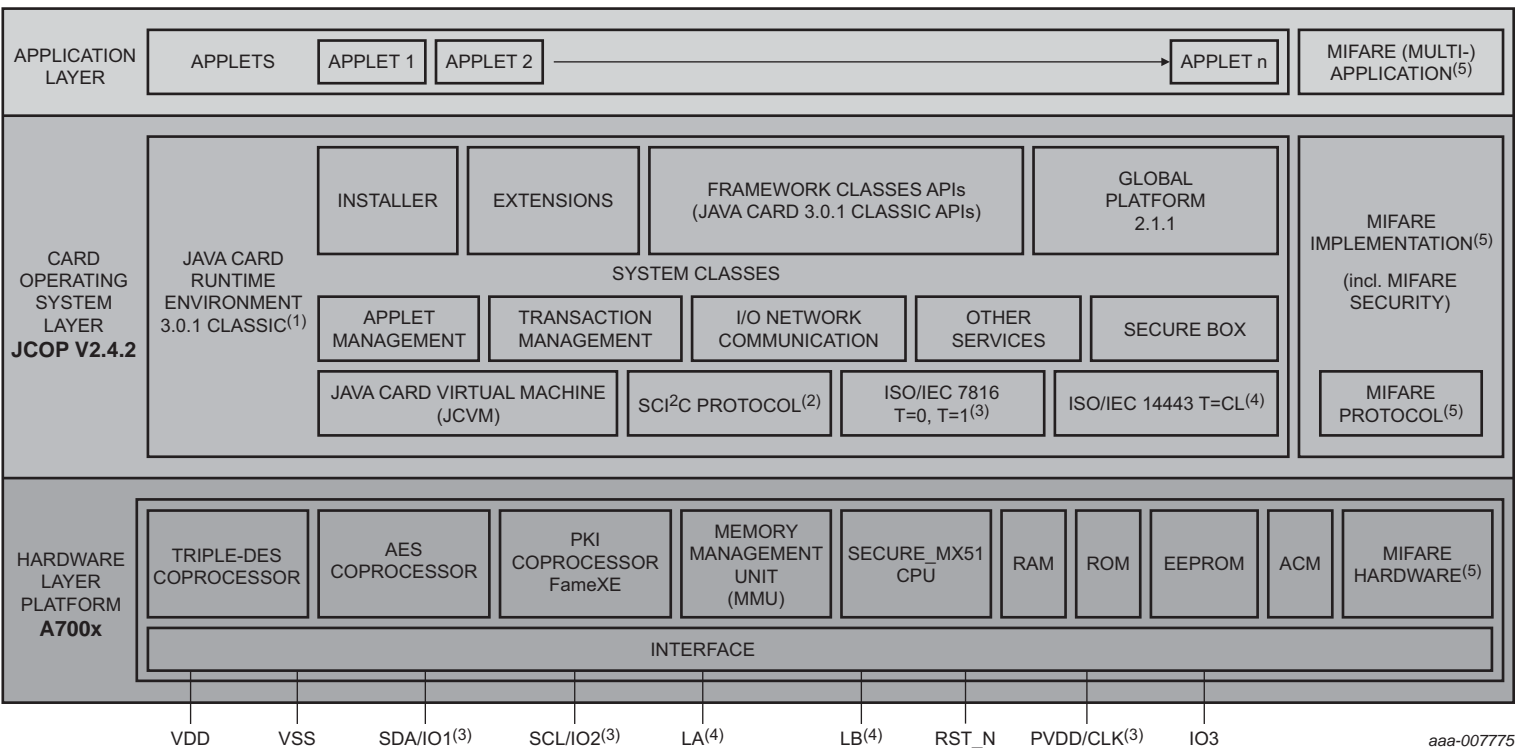 APPLICATION
LAYER
APPLETS
APPLET 1
APPLET 2
APPLET n
MIFARE (MULTI-)
APPLICATION(5)
CARD
OPERATING
SYSTEM
LAYER
JCOP V2.4.2
JAVA CARD
RUNTIME
ENVIRONMENT
3.0.1 CLASSIC(1)
INSTALLER
EXTENSIONS
FRAMEWORK CLASSES APIs
(JAVA CARD 3.0.1 CLASSIC APIs)
GLOBAL
PLATFORM
2.1.1
SYSTEM CLASSES
APPLET
MANAGEMENT
TRANSACTION
MANAGEMENT
I/O NETWORK
COMMUNICATION
OTHER
SERVICES
SECURE BOX
JAVA CARD VIRTUAL MACHINE
(JCVM)
SCI²C PROTOCOL(2)
ISO/IEC 7816
T=0, T=1(3)
ISO/IEC 14443 T=CL(4)
MIFARE
IMPLEMENTATION(5)
(incl. MIFARE
SECURITY)
MIFARE
PROTOCOL(5)
HARDWARE
LAYER
PLATFORM
A700x
TRIPLE-DES
COPROCESSOR
AES
COPROCESSOR
PKI
COPROCESSOR
FameXE
MEMORY
MANAGEMENT
UNIT
(MMU)
SECURE_MX51
CPU
RAM
ROM
EEPROM
ACM
MIFARE
HARDWARE(5)
INTERFACE
VDD
VSS
SDA/IO1(3)
SCL/IO2(3)
LA(4)
LB(4)
RST_N
PVDD/CLK(3)
IO3
aaa-007775